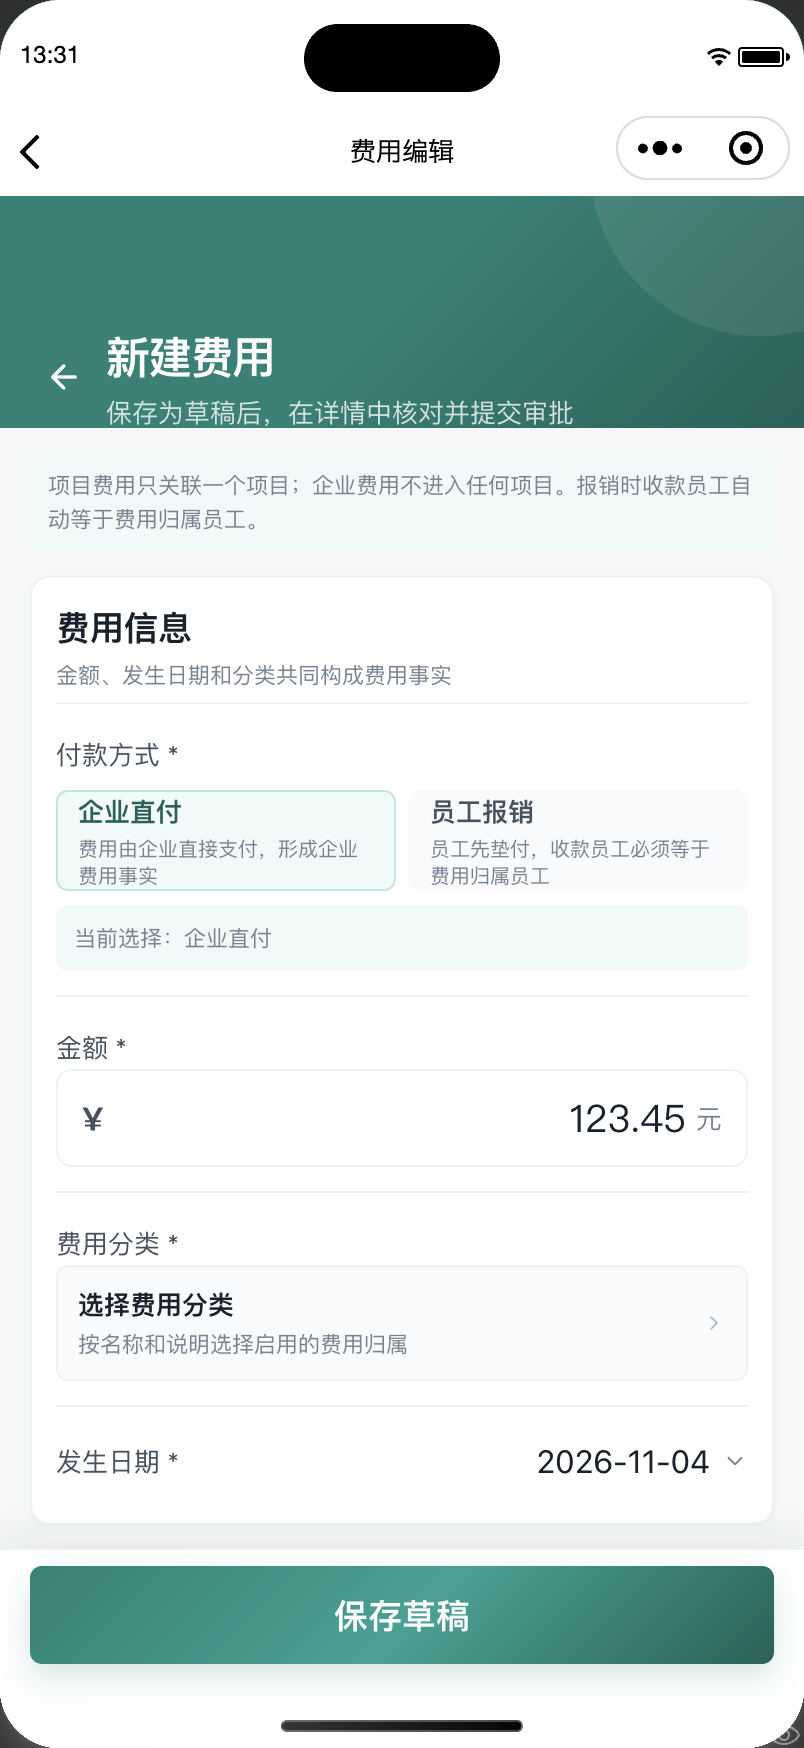 13:31
费用编辑
新建费用
保存为草稿后，在详情中核对并提交审批
项目费用只关联一个项目；企业费用不进入任何项目。报销时收款员工自
动等于费用归属员工。
费用信息
金额、发生日期和分类共同构成费用事实
付款方式 *
企业直付
费用由企业直接支付，形成企业
费用事实
员工报销
员工先垫付，收款员工必须等于
费用归属员工
当前选择：企业直付
金额 *
¥ 123.45 元
费用分类 *
选择费用分类
按名称和说明选择启用的费用归属
发生日期 * 2026-11-04
保存草稿